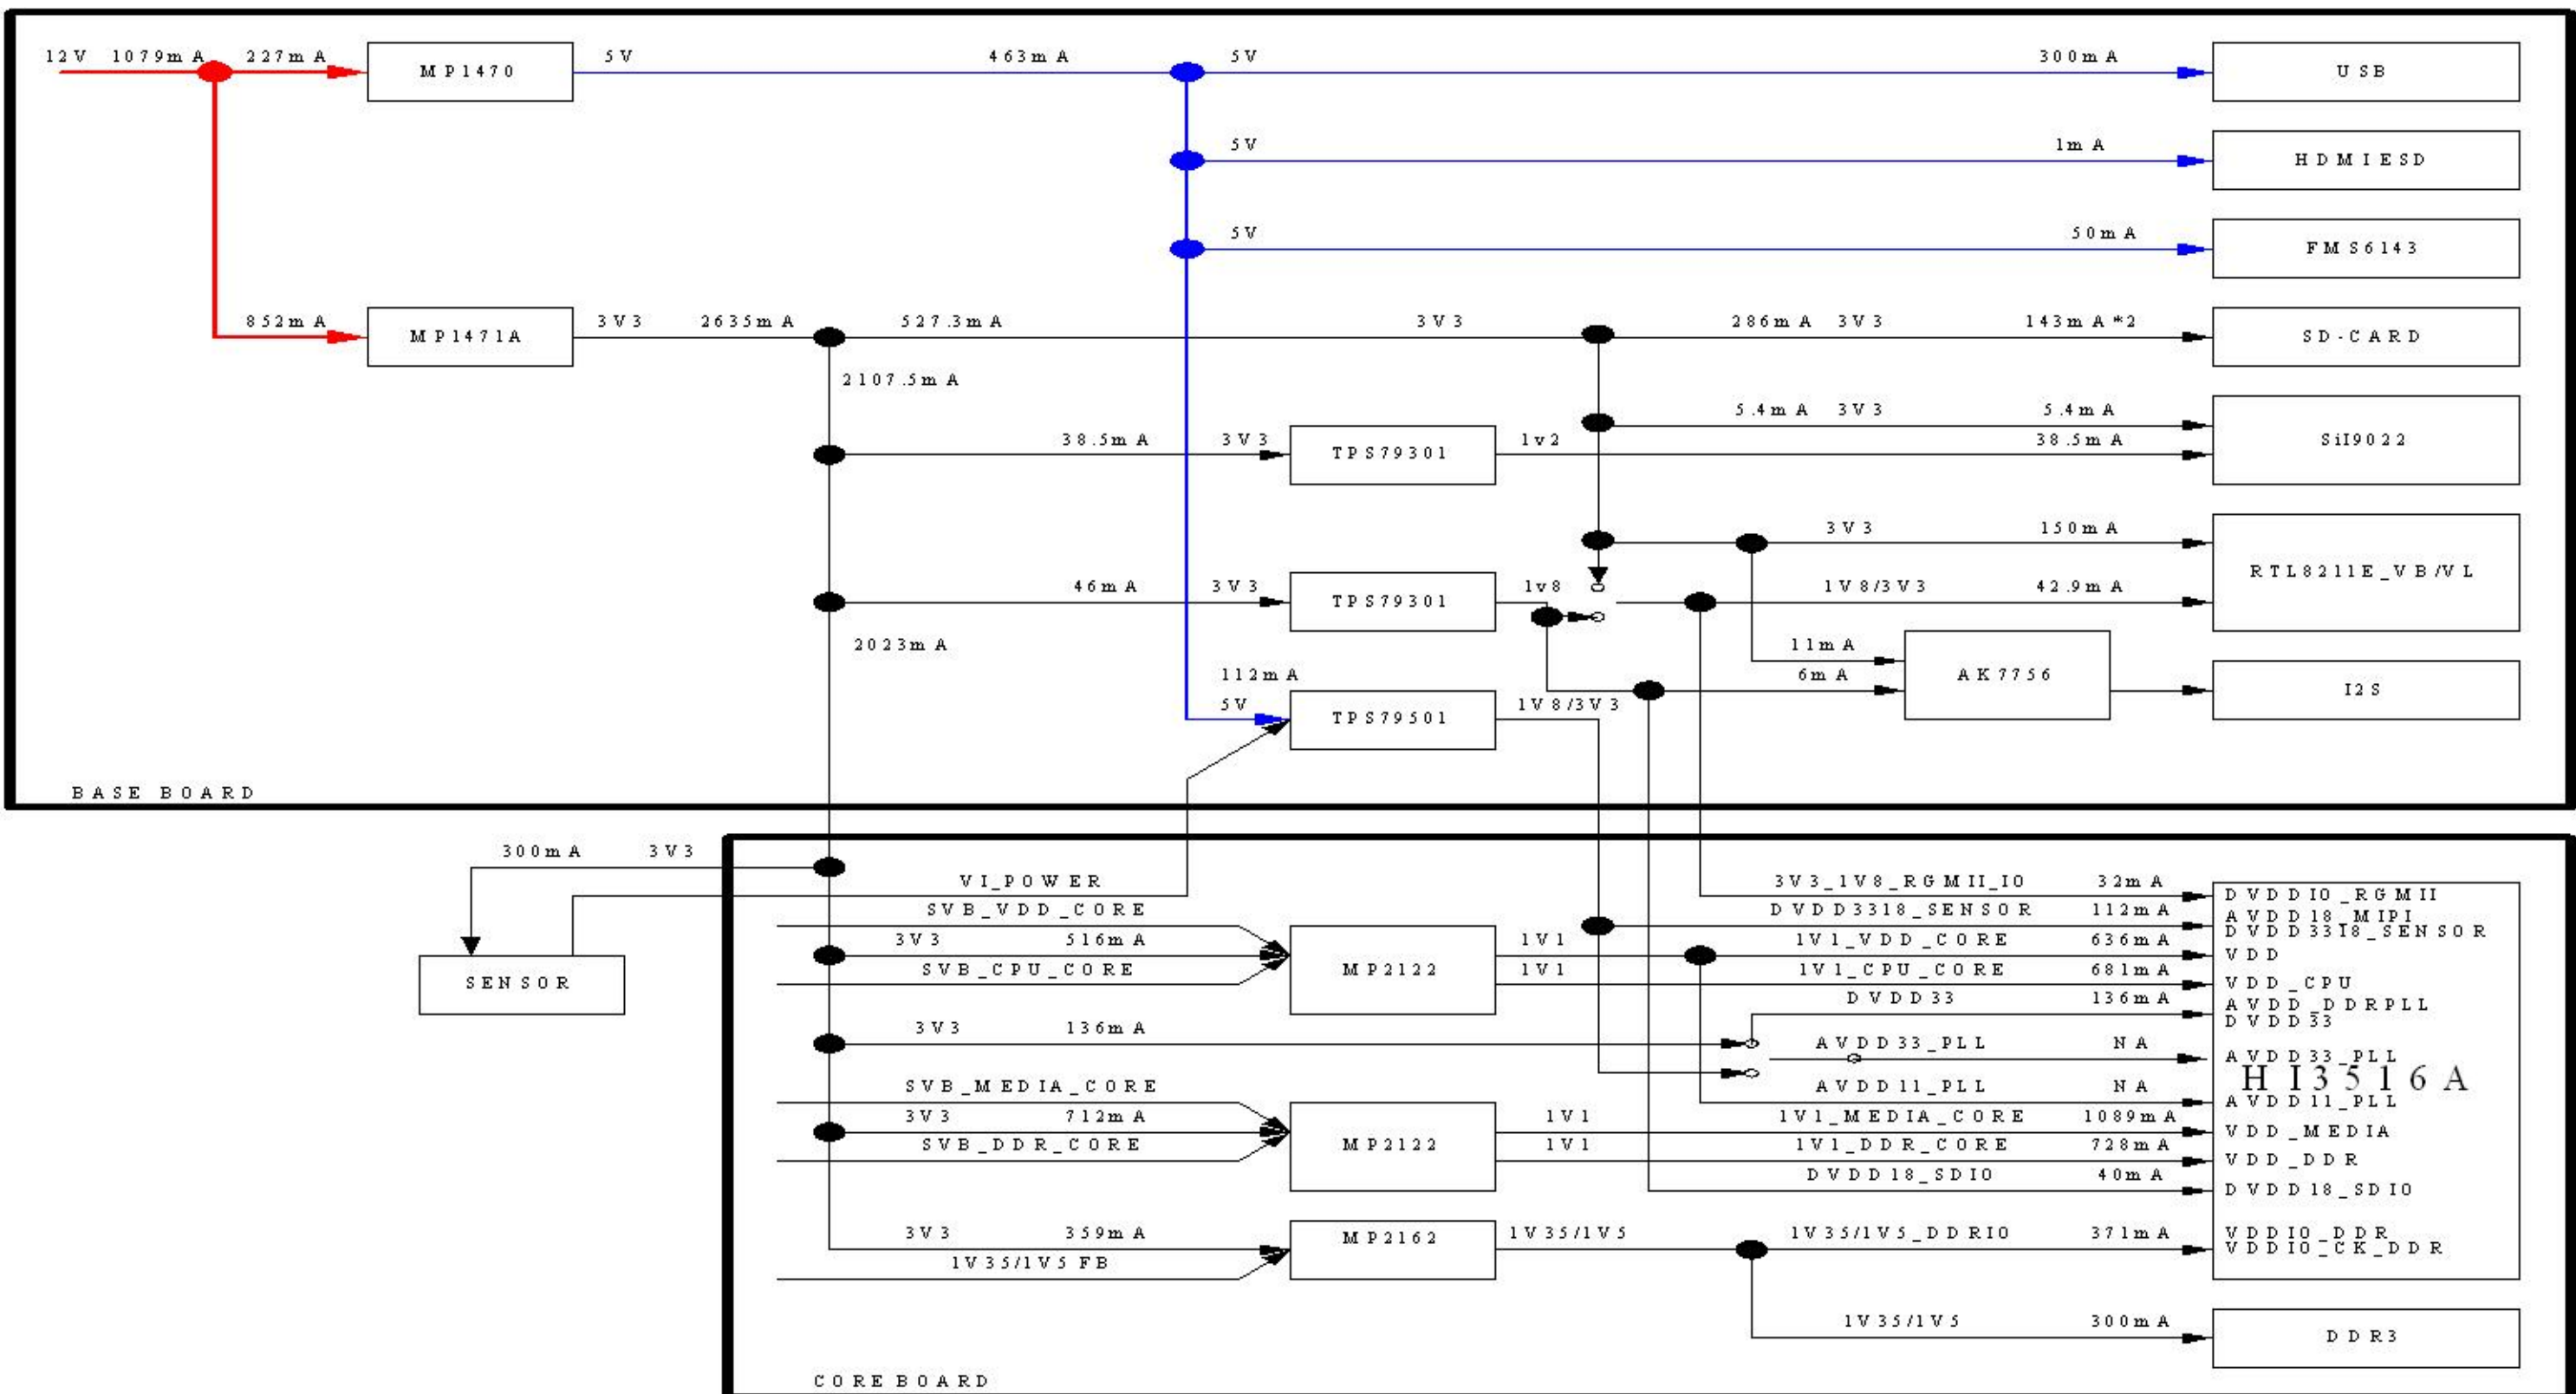 12V 1079mA 227mA MP1470 5V 463mA 5V 300mA USB
5V 1mA HDMIESD
5V 50mA FMS6143
852mA MP1471A 3V3 2635mA 527.3mA 3V3 286mA 3V3 143mA*2 SD-CARD
2107.5mA
5.4mA 3V3 5.4mA
38.5mA 3V3 TPS79301 1v2 38.5mA SiI9022
3V3 150mA
46mA 3V3 TPS79301 1v8 1V8/3V3 42.9mA RTL8211E_VB/VL
2023mA
11mA
6mA AK7756 I2S
112mA
5V TPS79501 1V8/3V3
BASE BOARD
300mA 3V3
VI_POWER 3V3_1V8_RGMII_IO 32mA DVDDIO_RGMII
SVB_VDD_CORE DVDD3318_SENSOR 112mA AVDD18_MIPI
DVDD3318_SENSOR
3V3 516mA 1V1 1V1_VDD_CORE 636mA VDD
SVB_CPU_CORE MP2122 1V1 1V1_CPU_CORE 681mA VDD_CPU
SENSOR
DVDD33 136mA AVDD_DDRPLL
DVDD33
3V3 136mA AVDD33_PLL NA AVDD33_PLL
HI3516A
SVB_MEDIA_CORE AVDD11_PLL NA AVDD11_PLL
3V3 712mA 1V1 1V1_MEDIA_CORE 1089mA VDD_MEDIA
SVB_DDR_CORE MP2122 1V1 1V1_DDR_CORE 728mA VDD_DDR
DVDD18_SDIO 40mA DVDD18_SDIO
3V3 359mA MP2162 1V35/1V5 1V35/1V5_DDRIO 371mA VDDIO_DDR
VDDIO_CK_DDR
1V35/1V5 FB
1V35/1V5 300mA DDR3
CORE BOARD